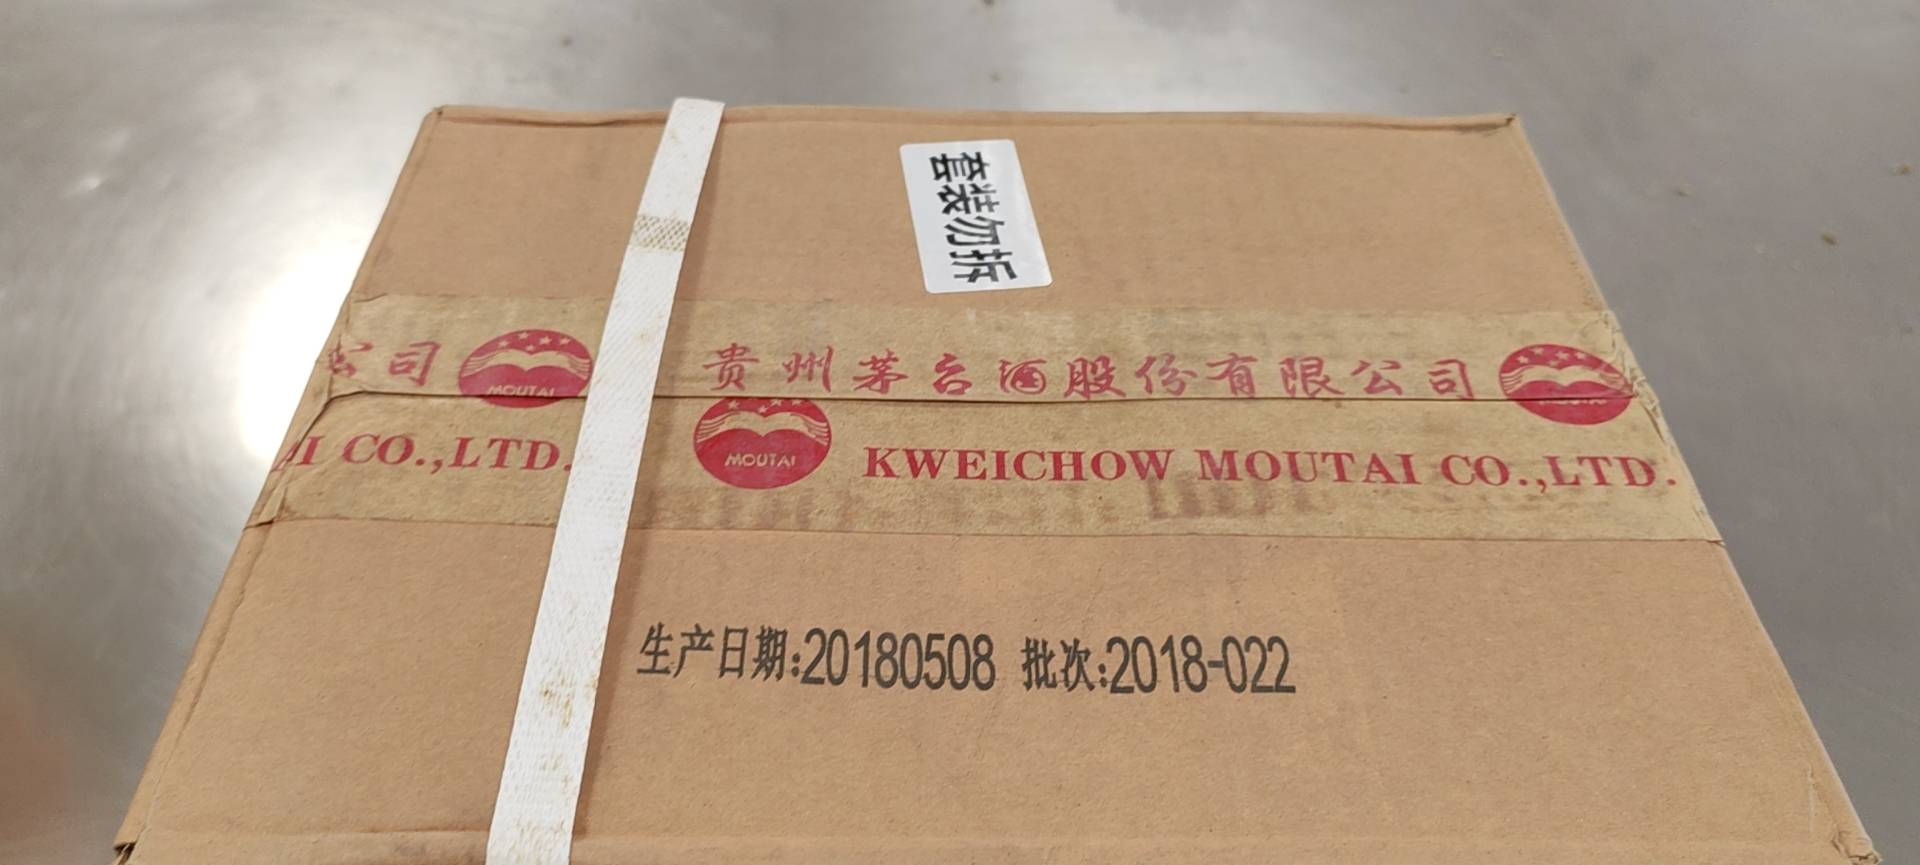 套装勿拆
公司 MOUTAI 贵州茅台酒股份有限公司 MOUTAI
CO.,LTD. MOUTAI KWEICHOW MOUTAI CO.,LTD.
生产日期:20180508 批次:2018-022